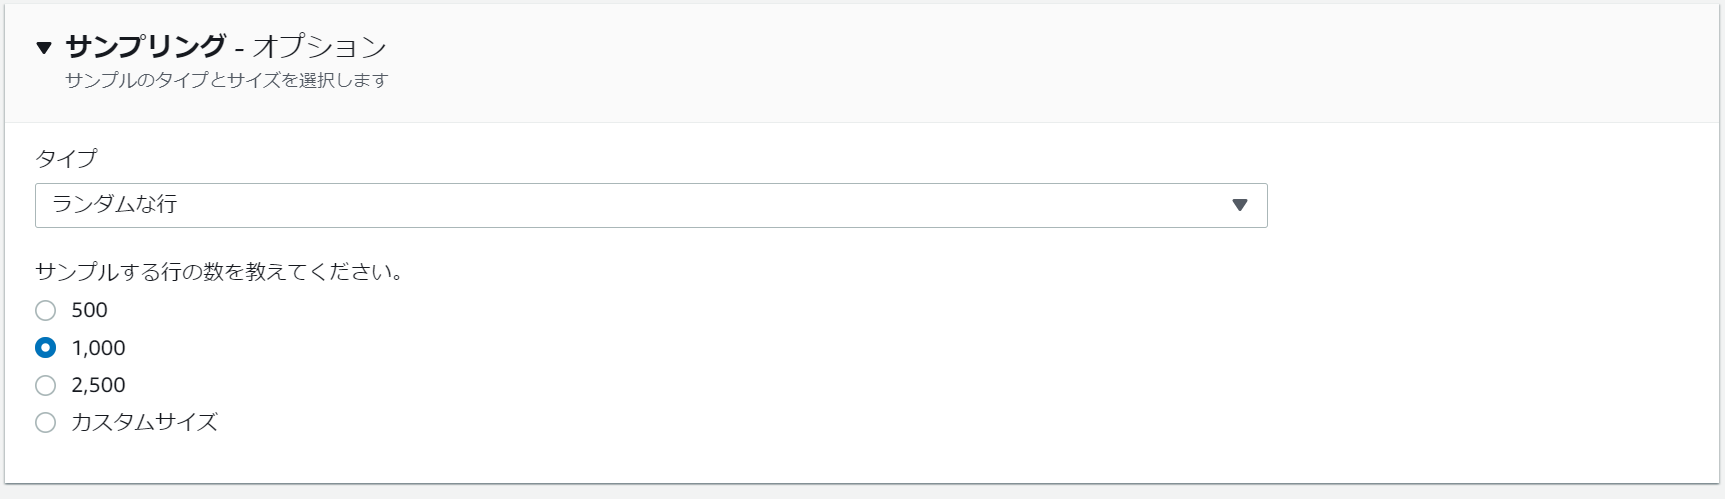 サンプリング - オプション
サンプルのタイプとサイズを選択します
タイプ
ランダムな行
サンプルする行の数を教えてください。
500
1,000
2,500
カスタムサイズ